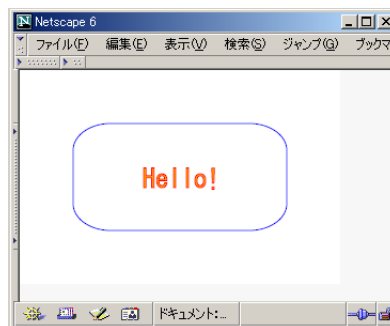 Netscape 6
ファイル(F) 編集(E) 表示(V) 検索(S) ジャンプ(G) ブックマ
Hello!
ドキュメント:...